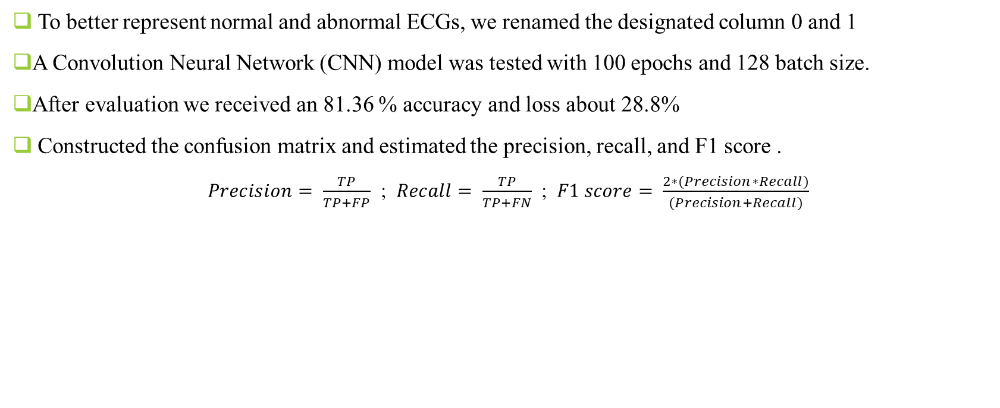 ❑ To better represent normal and abnormal ECGs, we renamed the designated column 0 and 1
❑A Convolution Neural Network (CNN) model was tested with 100 epochs and 128 batch size.
❑After evaluation we received an 81.36 % accuracy and loss about 28.8%
❑ Constructed the confusion matrix and estimated the precision, recall, and F1 score .
Precision = TP/(TP+FP) ; Recall = TP/(TP+FN) ; F1 score = 2*(Precision*Recall)/(Precision+Recall)